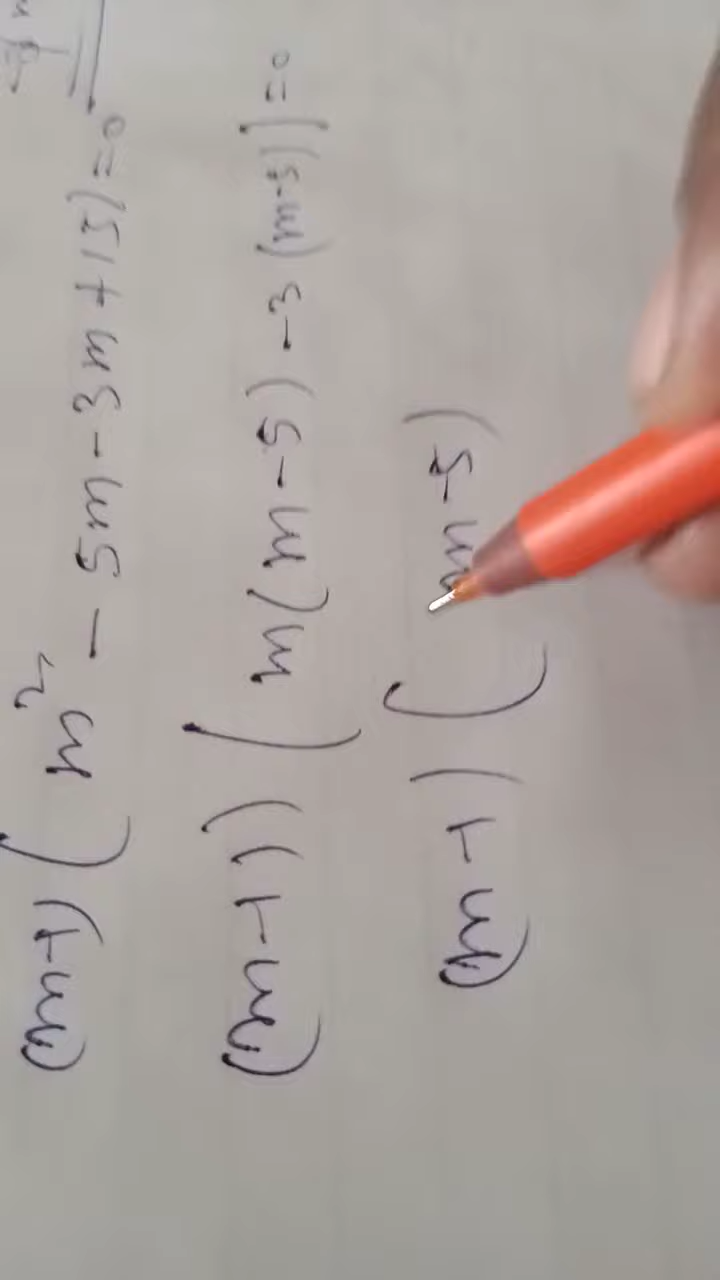 (m-1) (m² - 5m - 3m + 15) = 0
(m-1)) (m(m-5) - 3(m-5)] = 0
(m-1) (m-5)